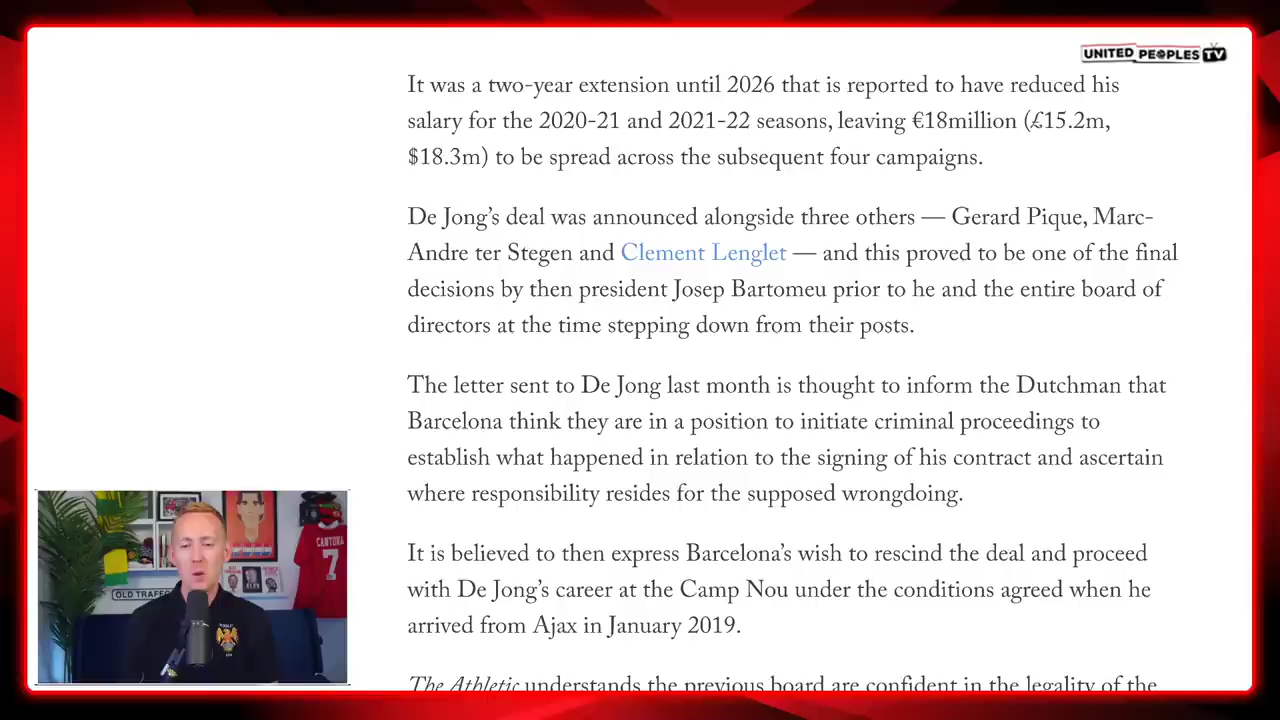 UNITED PEOPLES TV
It was a two-year extension until 2026 that is reported to have reduced his
salary for the 2020-21 and 2021-22 seasons, leaving €18million (£15.2m,
$18.3m) to be spread across the subsequent four campaigns.
De Jong’s deal was announced alongside three others — Gerard Pique, Marc-
Andre ter Stegen and Clement Lenglet — and this proved to be one of the final
decisions by then president Josep Bartomeu prior to he and the entire board of
directors at the time stepping down from their posts.
The letter sent to De Jong last month is thought to inform the Dutchman that
Barcelona think they are in a position to initiate criminal proceedings to
establish what happened in relation to the signing of his contract and ascertain
where responsibility resides for the supposed wrongdoing.
It is believed to then express Barcelona’s wish to rescind the deal and proceed
with De Jong’s career at the Camp Nou under the conditions agreed when he
arrived from Ajax in January 2019.
The Athletic understands the previous board are confident in the legality of the
CANTONA
7
OLD TRAFFO